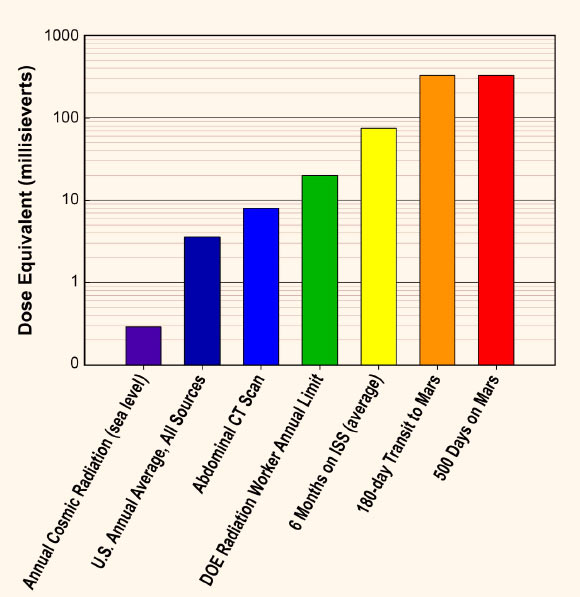 Dose Equivalent (millisieverts)
1000
100
10
1
0
Annual Cosmic Radiation (sea level)
U.S. Annual Average, All Sources
Abdominal CT Scan
DOE Radiation Worker Annual Limit
6 Months on ISS (average)
180-day Transit to Mars
500 Days on Mars